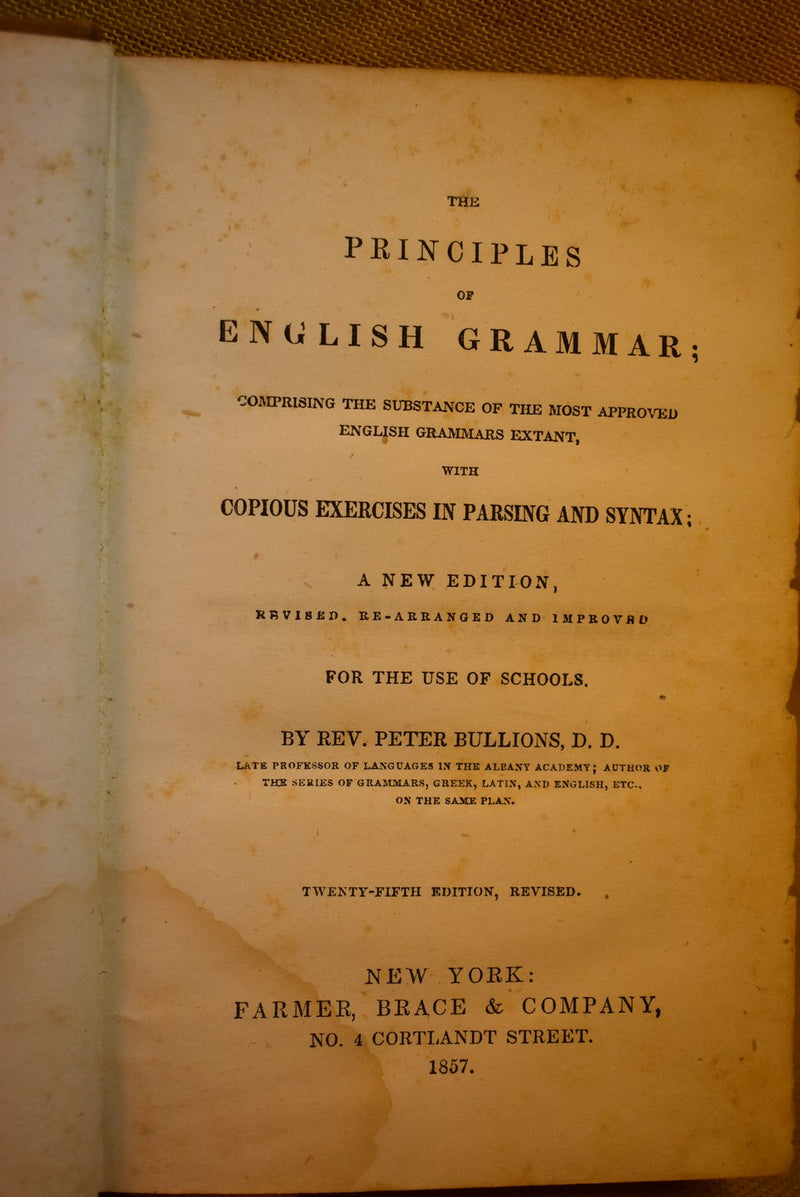 THE
PRINCIPLES
OF
ENGLISH GRAMMAR;
COMPRISING THE SUBSTANCE OF THE MOST APPROVED
ENGLISH GRAMMARS EXTANT,
WITH
COPIOUS EXERCISES IN PARSING AND SYNTAX;
A NEW EDITION,
REVISED. RE-ARRANGED AND IMPROVED
FOR THE USE OF SCHOOLS.
BY REV. PETER BULLIONS, D. D.
LATE PROFESSOR OF LANGUAGES IN THE ALBANY ACADEMY; AUTHOR OF
THE SERIES OF GRAMMARS, GREEK, LATIN, AND ENGLISH, ETC.,
ON THE SAME PLAN.
TWENTY-FIFTH EDITION, REVISED.
NEW YORK:
FARMER, BRACE & COMPANY,
NO. 4 CORTLANDT STREET.
1857.